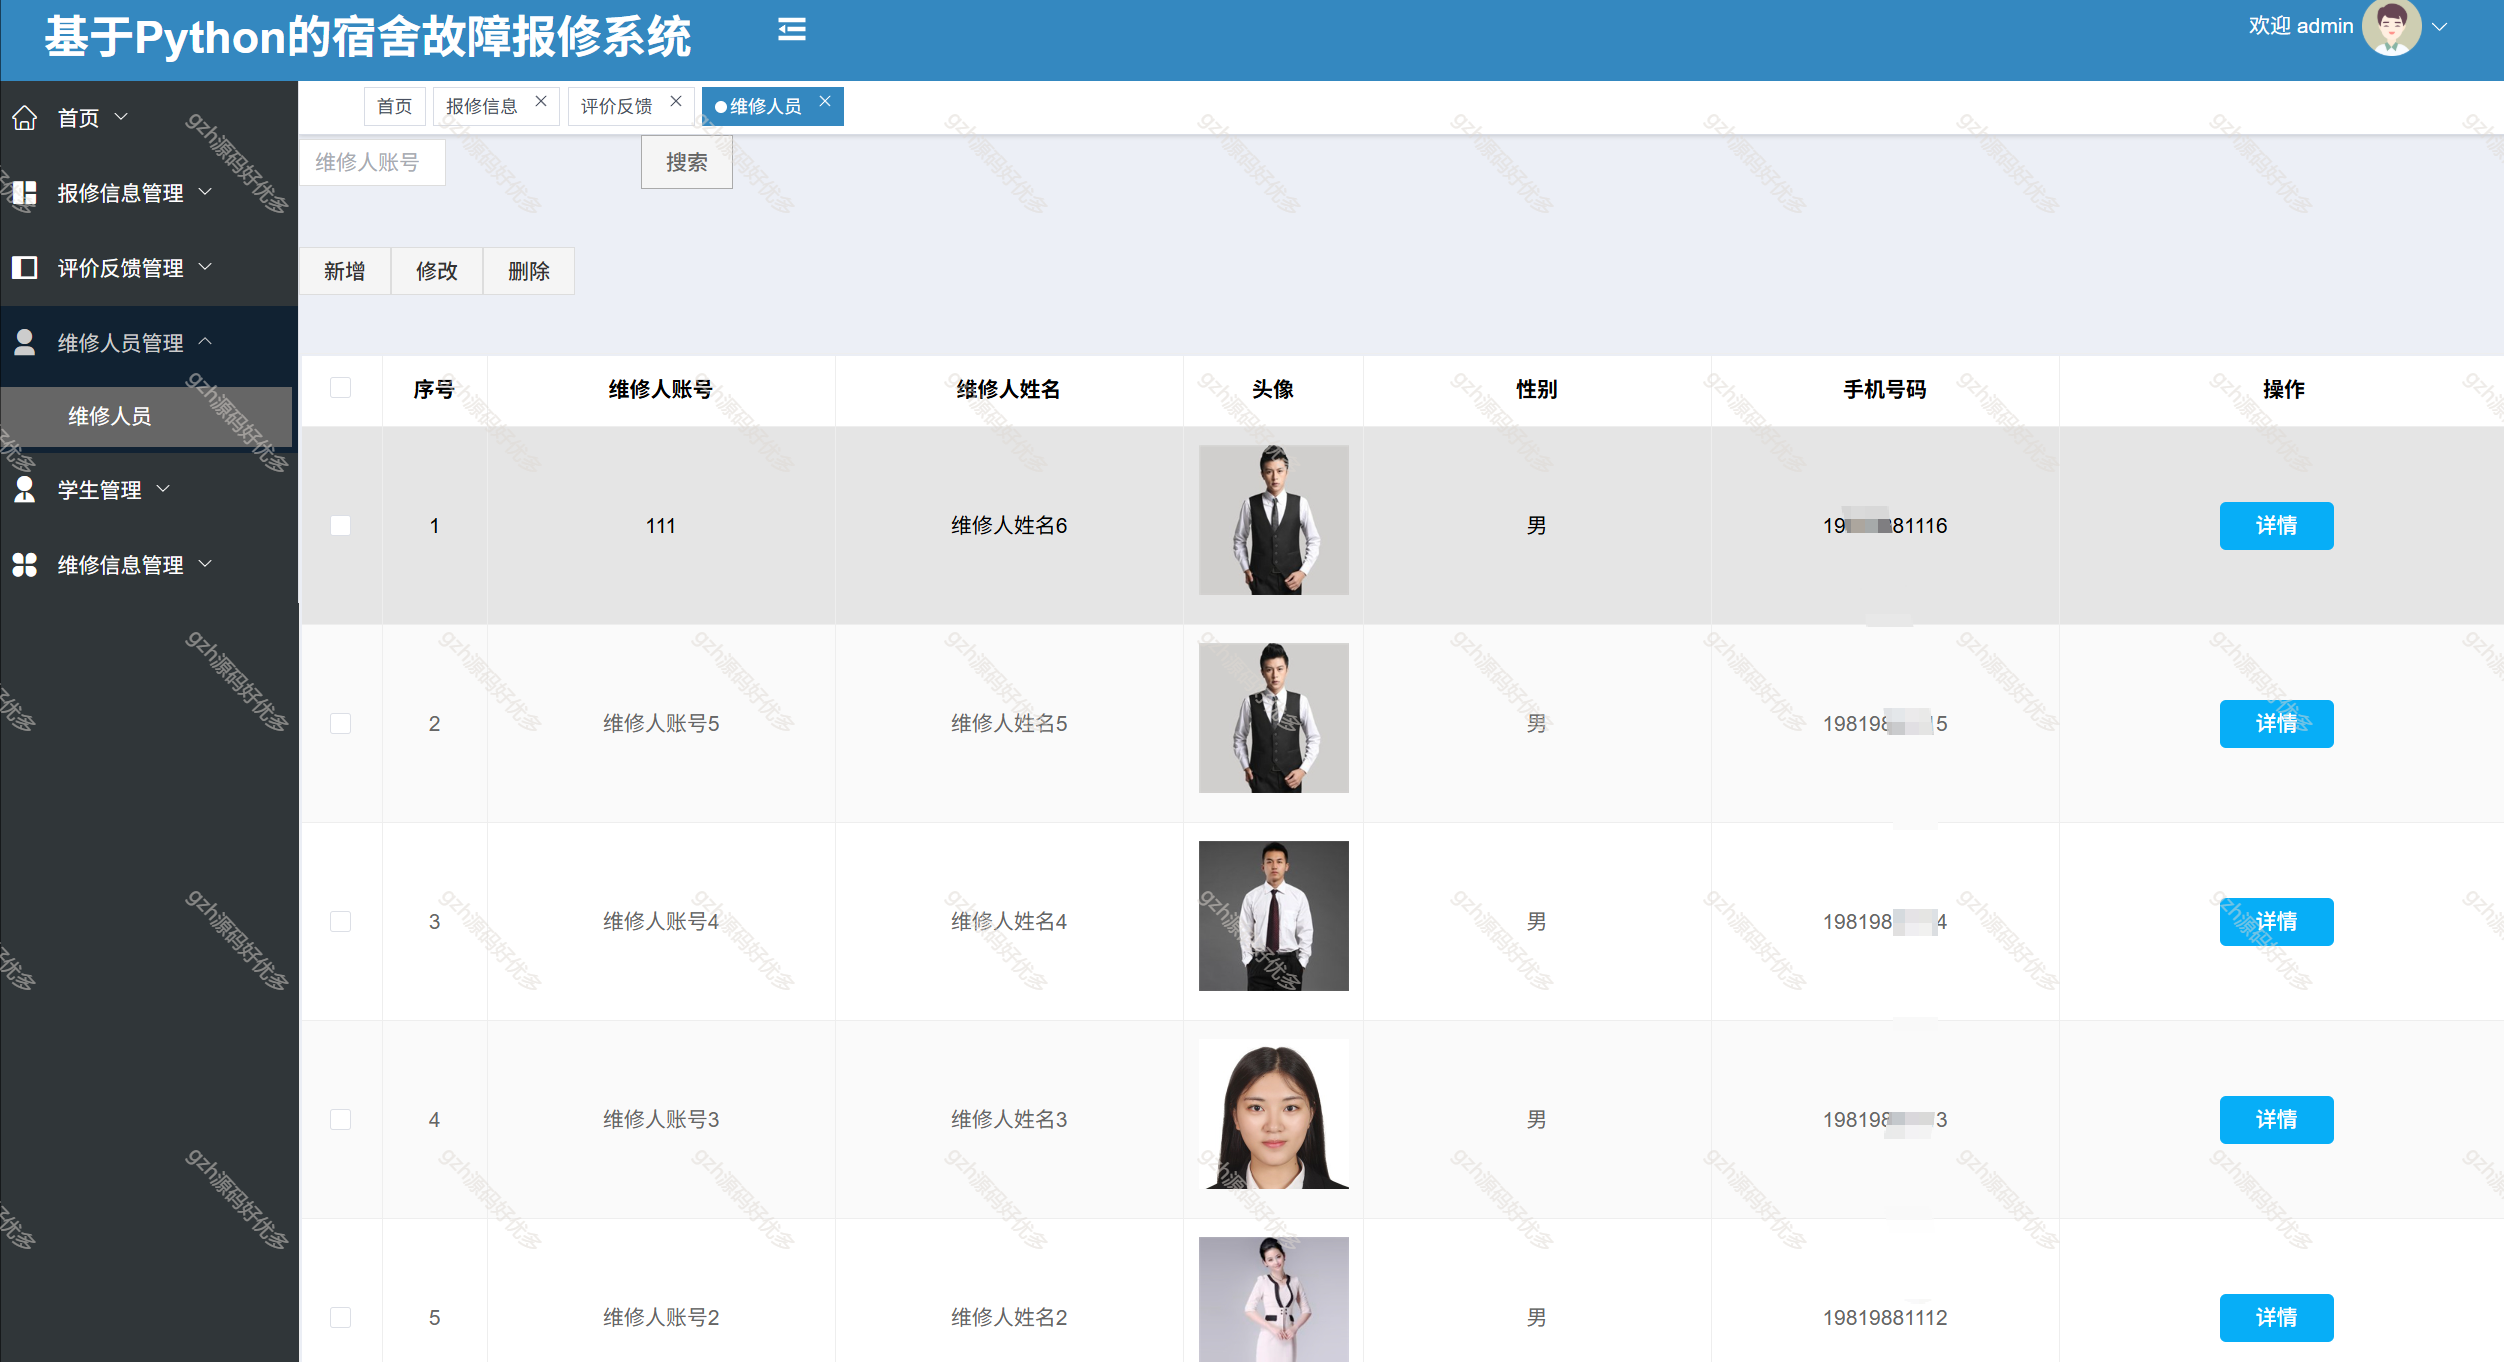 基于Python的宿舍故障报修系统
欢迎 admin
首页
报修信息管理
评价反馈管理
维修人员管理
维修人员
学生管理
维修信息管理
首页 报修信息 评价反馈 维修人员
维修人账号 搜索
新增 修改 删除
序号 维修人账号 维修人姓名 头像 性别 手机号码 操作
1 111 维修人姓名6 男 19 81116 详情
2 维修人账号5 维修人姓名5 男 198198 15 详情
3 维修人账号4 维修人姓名4 男 198198 4 详情
4 维修人账号3 维修人姓名3 男 198198 3 详情
5 维修人账号2 维修人姓名2 男 19819881112 详情
gzh源码好优多